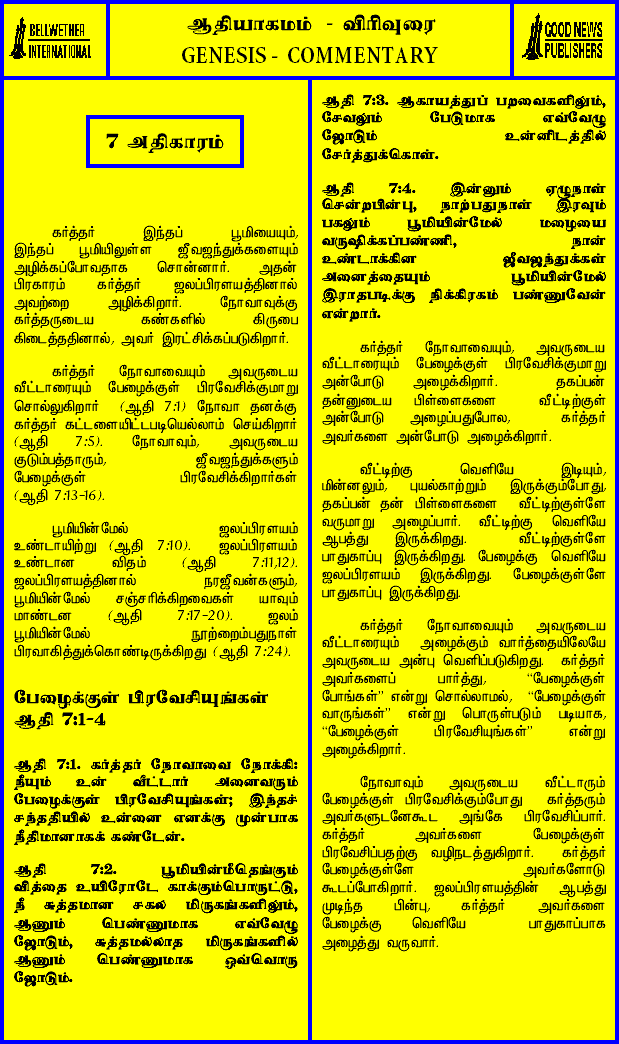 BELLWETHER
INTERNATIONAL
ஆதியாகமம் - விரிவுரை
GENESIS - COMMENTARY
GOOD NEWS
PUBLISHERS
7 அதிகாரம்
கர்த்தர் இந்தப் பூமியையும்,
இந்தப் பூமியிலுள்ள ஜீவஜந்துக்களையும்
அழிக்கப்போவதாக சொன்னார். அதன்
பிரகாரம் கர்த்தர் ஜலப்பிரளயத்தினால்
அவற்றை அழிக்கிறார். நோவாவுக்கு
கர்த்தருடைய கண்களில் கிருபை
கிடைத்ததினால், அவர் இரட்சிக்கப்படுகிறார்.
கர்த்தர் நோவாவையும் அவருடைய
வீட்டாரையும் பேழைக்குள் பிரவேசிக்குமாறு
சொல்லுகிறார் (ஆதி 7:1) நோவா தனக்கு
கர்த்தர் கட்டளையிட்டபடியெல்லாம் செய்கிறார்
(ஆதி 7:5). நோவாவும், அவருடைய
குடும்பத்தாரும், ஜீவஜந்துக்களும்
பேழைக்குள் பிரவேசிக்கிறார்கள்
(ஆதி 7:13-16).
பூமியின்மேல் ஜலப்பிரளயம்
உண்டாயிற்று (ஆதி 7:10). ஜலப்பிரளயம்
உண்டான விதம் (ஆதி 7:11,12).
ஜலப்பிரளயத்தினால் நரஜீவன்களும்,
பூமியின்மேல் சஞ்சரிக்கிறவைகள் யாவும்
மாண்டன (ஆதி 7:17-20). ஜலம்
பூமியின்மேல் நூற்றைம்பதுநாள்
பிரவாகித்துக்கொண்டிருக்கிறது (ஆதி 7:24).
பேழைக்குள் பிரவேசியுங்கள்
ஆதி 7:1-4
ஆதி 7:1. கர்த்தர் நோவாவை நோக்கி:
நீயும் உன் வீட்டார் அனைவரும்
பேழைக்குள் பிரவேசியுங்கள்; இந்தச்
சந்ததியில் உன்னை எனக்கு முன்பாக
நீதிமானாகக் கண்டேன்.
ஆதி 7:2. பூமியின்மீதெங்கும்
வித்தை உயிரோடே காக்கும்பொருட்டு,
நீ சுத்தமான சகல மிருகங்களிலும்,
ஆணும் பெண்ணுமாக எவ்வேழு
ஜோடும், சுத்தமல்லாத மிருகங்களில்
ஆணும் பெண்ணுமாக ஒவ்வொரு
ஜோடும்.
ஆதி 7:3. ஆகாயத்துப் பறவைகளிலும்,
சேவலும் பேடுமாக எவ்வேழு
ஜோடும் உன்னிடத்தில்
சேர்த்துக்கொள்.
ஆதி 7:4. இன்னும் ஏழுநாள்
சென்றபின்பு, நாற்பதுநாள் இரவும்
பகலும் பூமியின்மேல் மழையை
வருஷிக்கப்பண்ணி, நான்
உண்டாக்கின ஜீவஜந்துக்கள்
அனைத்தையும் பூமியின்மேல்
இராதபடிக்கு நிக்கிரகம் பண்ணுவேன்
என்றார்.
கர்த்தர் நோவாவையும், அவருடைய
வீட்டாரையும் பேழைக்குள் பிரவேசிக்குமாறு
அன்போடு அழைக்கிறார். தகப்பன்
தன்னுடைய பிள்ளைகளை வீட்டிற்குள்
அன்போடு அழைப்பதுபோல, கர்த்தர்
அவர்களை அன்போடு அழைக்கிறார்.
வீட்டிற்கு வெளியே இடியும்,
மின்னலும், புயல்காற்றும் இருக்கும்போது,
தகப்பன் தன் பிள்ளைகளை வீட்டிற்குள்ளே
வருமாறு அழைப்பார். வீட்டிற்கு வெளியே
ஆபத்து இருக்கிறது. வீட்டிற்குள்ளே
பாதுகாப்பு இருக்கிறது. பேழைக்கு வெளியே
ஜலப்பிரளயம் இருக்கிறது. பேழைக்குள்ளே
பாதுகாப்பு இருக்கிறது.
கர்த்தர் நோவாவையும் அவருடைய
வீட்டாரையும் அழைக்கும் வார்த்தையிலேயே
அவருடைய அன்பு வெளிப்படுகிறது. கர்த்தர்
அவர்களைப் பார்த்து, “பேழைக்குள்
போங்கள்” என்று சொல்லாமல், “பேழைக்குள்
வாருங்கள்” என்று பொருள்படும் படியாக,
“பேழைக்குள் பிரவேசியுங்கள்” என்று
அழைக்கிறார்.
நோவாவும் அவருடைய வீட்டாரும்
பேழைக்குள் பிரவேசிக்கும்போது கர்த்தரும்
அவர்களுடனேகூட அங்கே பிரவேசிப்பார்.
கர்த்தர் அவர்களை பேழைக்குள்
பிரவேசிப்பதற்கு வழிநடத்துகிறார். கர்த்தர்
பேழைக்குள்ளே அவர்களோடு
கூடப்போகிறார். ஜலப்பிரளயத்தின் ஆபத்து
முடிந்த பின்பு, கர்த்தர் அவர்களை
பேழைக்கு வெளியே பாதுகாப்பாக
அழைத்து வருவார்.